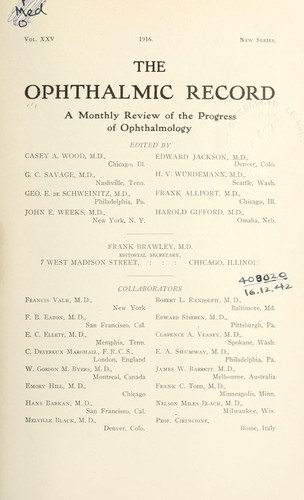 Med
D
VOL. XXV
1916.
NEW SERIES.
THE
OPHTHALMIC RECORD
A Monthly Review of the Progress
of Ophthalmology
EDITED BY
CASEY A. WOOD, M.D.,
Chicago, Ill.
G. C. SAVAGE, M.D.,
Nashville, Tenn.
GEO. E. DE SCHWEINITZ, M.D.,
Philadelphia, Pa.
JOHN E. WEEKS, M.D.,
New York, N. Y.
EDWARD JACKSON, M.D.,
Denver, Colo.
H. V. WÜRDEMANN, M.D.,
Seattle, Wash.
FRANK ALLPORT, M.D.,
Chicago, Ill.
HAROLD GIFFORD, M.D.,
Omaha, Neb.
FRANK BRAWLEY, M.D.
EDITORIAL SECRETARY,
7 WEST MADISON STREET, : : : CHICAGO, ILLINOI
408020
16.12.42
COLLABORATORS
FRANCIS VALK, M. D.,
New York
F. B. EATON, M. D.,
San Francisco, Cal.
E. C. ELLETT, M. D.,
Memphis, Tenn.
C. DEVEREUX MARSHALL, F. R. C. S.,
London, England
W. GORDON M. BYERS, M. D.,
Montreal, Canada
EMORY HILL, M. D.,
Chicago
HANS BARKAN, M. D.,
San Francisco, Cal.
MELVILLE BLACK, M. D.,
Denver, Colo.
ROBERT L. RANDOLPH, M. D.,
Baltimore, Md.
EDWARD STIEREN, M. D.,
Pittsburg, Pa.
CLARENCE A. VEASEY, M. D.,
Spokane, Wash.
E. A. SHUMWAY, M. D.,
Philadelphia, Pa.
JAMES W. BARRETT, M. D.,
Melbourne, Australia
FRANK C. TODD, M. D.,
Minneapolis, Minn.
NELSON MILES BLACK, M. D.,
Milwaukee, Wis.
PROF. CIRINCIONE,
Rome, Italy